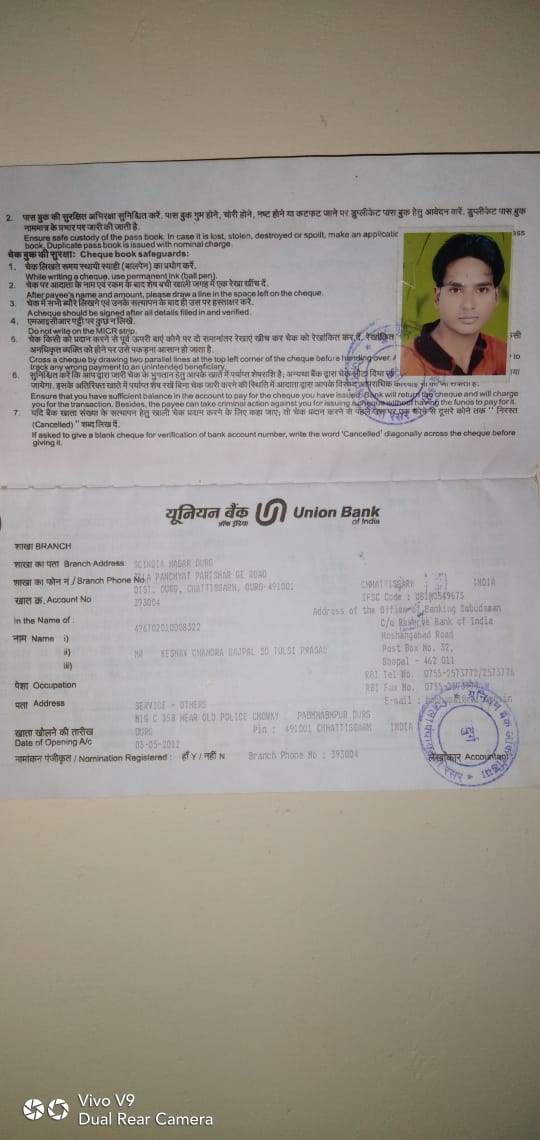 2. पास बुक की सुरक्षित अभिरक्षा सुनिश्चित करें. पास बुक गुम होने, चोरी होने, नष्ट होने या कटफट जाने पर डुप्लीकेट पास बुक हेतु आवेदन करें. डुप्लीकेट पास बुक
नाममात्र के प्रभार पर जारी की जाती है.
Ensure safe custody of the pass book. In case it is lost, stolen, destroyed or spoilt, make an applicatio
book. Duplicate pass book is issued with nominal charge.
चेक बुक की सुरक्षा: Cheque book safeguards:
1. चेक लिखते समय स्थायी स्याही (बालपेन) का प्रयोग करें.
While writing a cheque, use permanent ink (ball pen).
2. चेक पर आदाता के नाम एवं रकम के बाद शेष बची खाली जगह में एक रेखा खींच दें.
After payee's name and amount, please draw a line in the space left on the cheque.
3. चेक में सभी ब्यौरे लिखने एवं उनके सत्यापन के बाद ही उस पर हस्ताक्षर करें.
A cheque should be signed after all details filled in and verified.
4. एमआइसीआर पट्टी पर कुछ न लिखें.
Do not write on the MICR strip.
5. चेक किसी को प्रदान करने से पूर्व ऊपरी बाएं कोने पर दो समानांतर रेखाएं खींच कर चेक को रेखांकित कर दें.
अनधिकृत व्यक्ति को होने पर उसे पकड़ना आसान हो जाता है.
Cross a cheque by drawing two parallel lines at the top left corner of the cheque before handing over.
track any wrong payment to an unintended beneficiary.
6. सुनिश्चित करें कि आप द्वारा जारी चेक के भुगतान हेतु आपके खाते में पर्याप्त शेषराशि है; अन्यथा बैंक द्वारा चेक लौटा दिया
जायेगा. इसके अतिरिक्त खाते में पर्याप्त शेष रखें बिना चेक जारी करने की स्थिति में आदाता द्वारा आपके विरूद्ध आपराधिक
Ensure that you have sufficient balance in the account to pay for the cheque you have issued. Bank will return the cheque and will charge
you for the transaction. Besides, the payee can take criminal action against you for issuing a cheque without having the funds to pay for it.
7. यदि बैंक खाता संख्या के सत्यापन हेतु खाली चेक प्रदान करने के लिए कहा जाए; तो चेक प्रदान करने से पहले उस पर एक कोने से दूसरे कोने तक " निरस्त
(Cancelled) " शब्द लिख दें.
If asked to give a blank cheque for verification of bank account number, write the word 'Cancelled' diagonally across the cheque before
giving it.
यूनियन बैंक Union Bank
ऑफ इंडिया of India
शाखा BRANCH
शाखा का पता Branch Address: SCINDIA NAGAR DURG
शाखा का फोन नं./ Branch Phone No. PANCHYAT PARISHAR GE ROAD
DIST. DURG, CHATTISGARH, DURG-491001 CHHATTISGARH INDIA
खाता क्र. Account No 393004 IFSC Code : UBIN0549673
Address of the Office of Banking Ombudsman
In the Name of : 496702010008322 C/o Reserve Bank of India
नाम Name i) Hoshangabad Road
ii) MR KESHAV CHANDRA BAJPAL SO TULSI PRASAD Post Box No. 32,
iii) Bhopal - 462 011
RBI Tel No. 0755-2573772/2573776
पेशा Occupation RBI Fax No.
पता Address SERVICE - OTHERS E-mail :
MIG C 358 NEAR OLD POLICE CHOWKY PADMNABHPUR DURG
खाता खोलने की तारीख DURG Pin : 491001 CHHATTISGARH INDIA
Date of Opening A/c 03-05-2012
नामांकन पंजीकृत / Nomination Registered : हाँ Y / नहीं N Branch Phone No : 393004 लेखाकार Accountant
Vivo V9
Dual Rear Camera